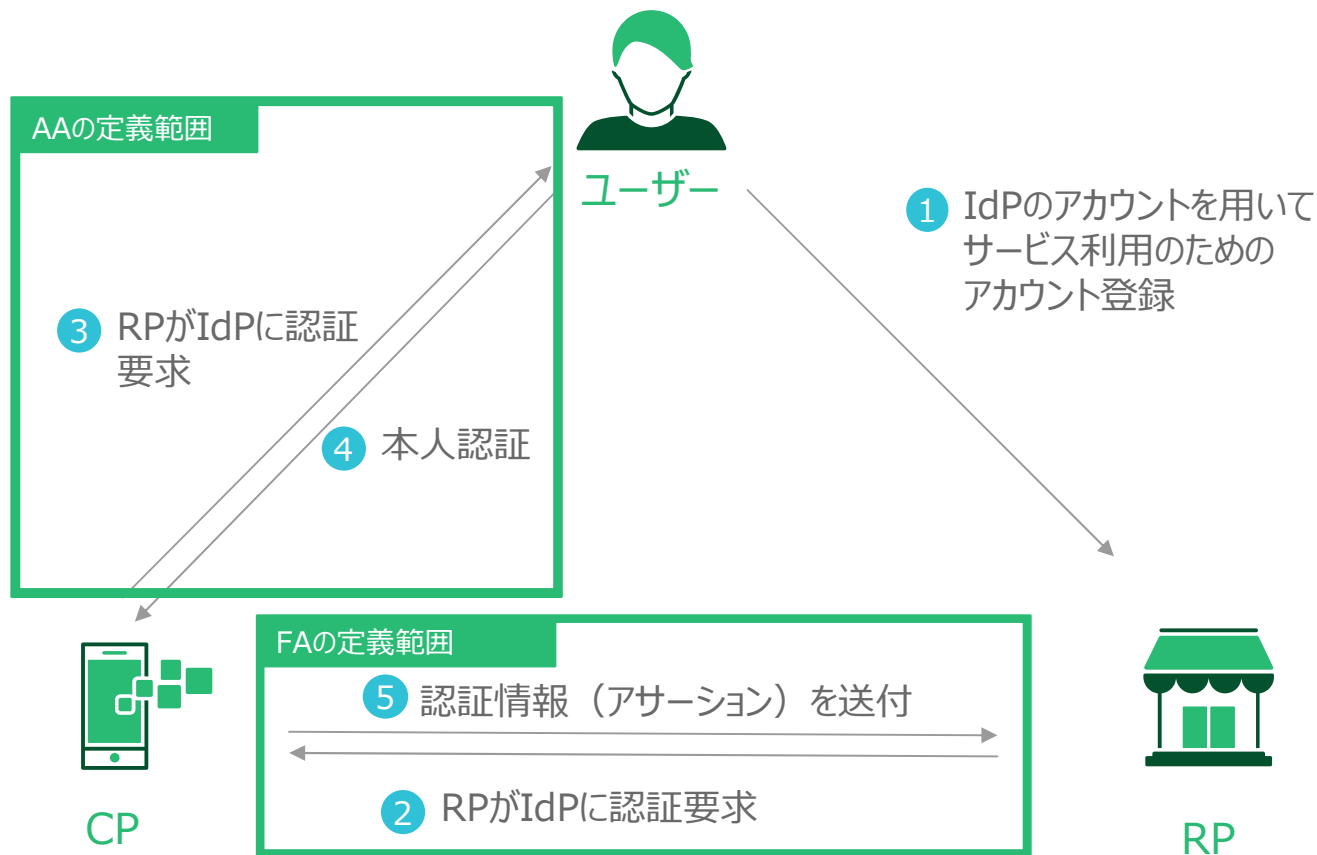 AAの定義範囲
ユーザー
1 IdPのアカウントを用いて
サービス利用のための
アカウント登録
3 RPがIdPに認証
要求
4 本人認証
FAの定義範囲
5 認証情報（アサーション）を送付
2 RPがIdPに認証要求
CP
RP